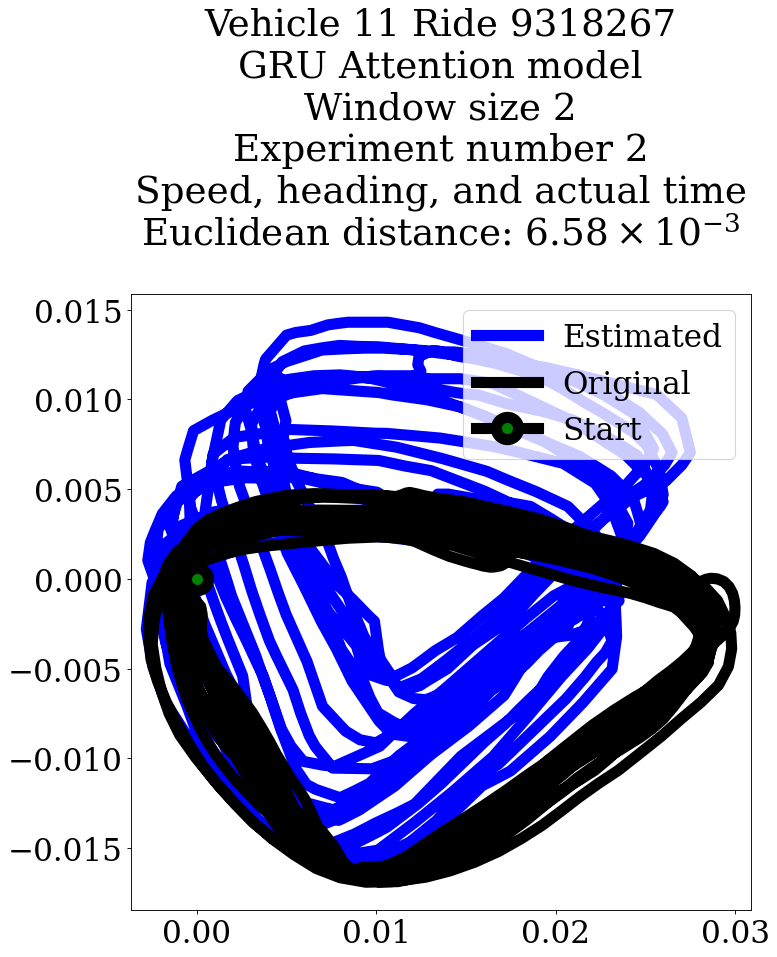 Vehicle 11 Ride 9318267
GRU Attention model
Window size 2
Experiment number 2
Speed, heading, and actual time
Euclidean distance: 6.58 × 10⁻³
Estimated
Original
Start
0.015
0.010
0.005
0.000
−0.005
−0.010
−0.015
0.00 0.01 0.02 0.03